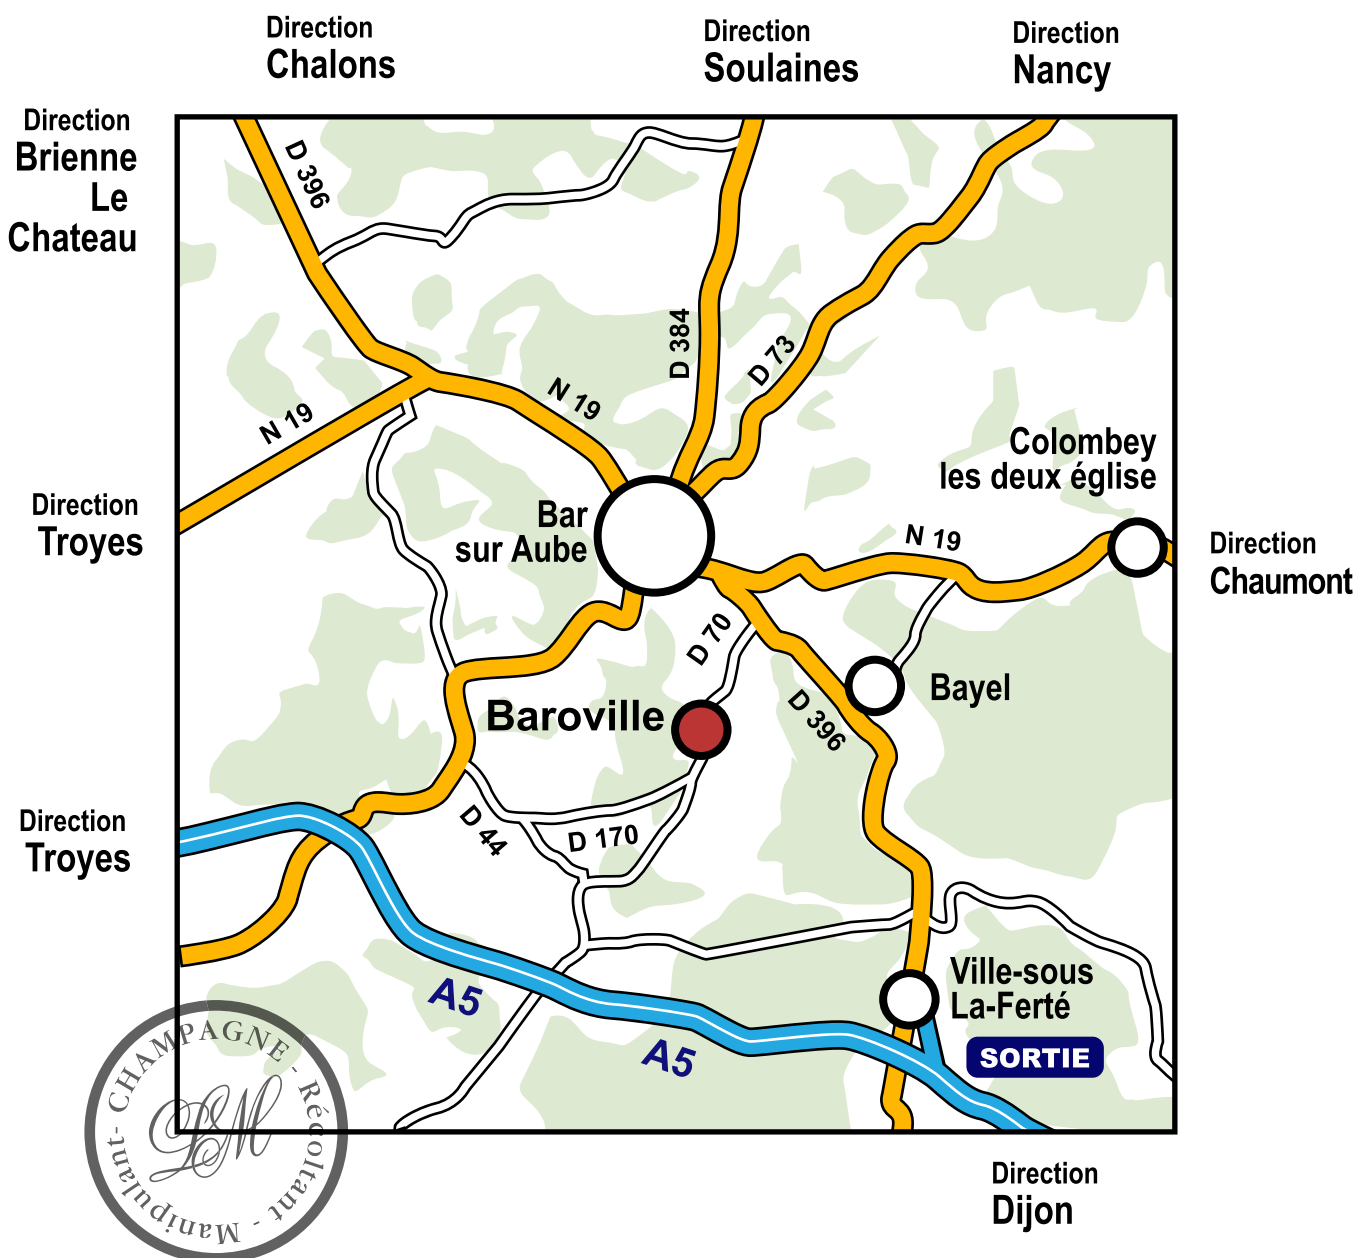 Direction
Chalons
Direction
Soulaines
Direction
Nancy
Direction
Brienne
Le
Chateau
D 396
D 384
D 73
N 19
N 19
Colombey
les deux église
Direction
Troyes
Bar
sur Aube
N 19
Direction
Chaumont
D 70
Bayel
Baroville
D 396
Direction
Troyes
D 44
D 170
Ville-sous
La-Ferté
A5
A5
SORTIE
CHAMPAGNE - Récoltant - Manipulant -
LM
Direction
Dijon